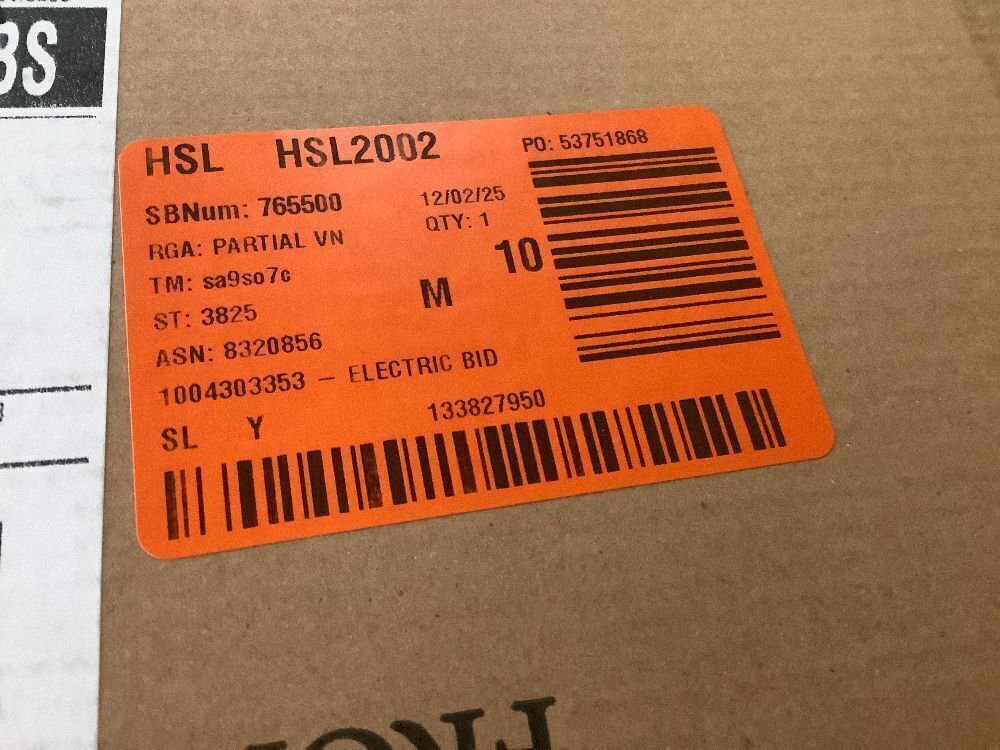 BS
HSL HSL2002
PO: 53751868
SBNum: 765500
12/02/25
RGA: PARTIAL VN
QTY: 1
TM: sa9so7c
10
M
ST: 3825
ASN: 8320856
1004303353 – ELECTRIC BID
SL Y 133827950